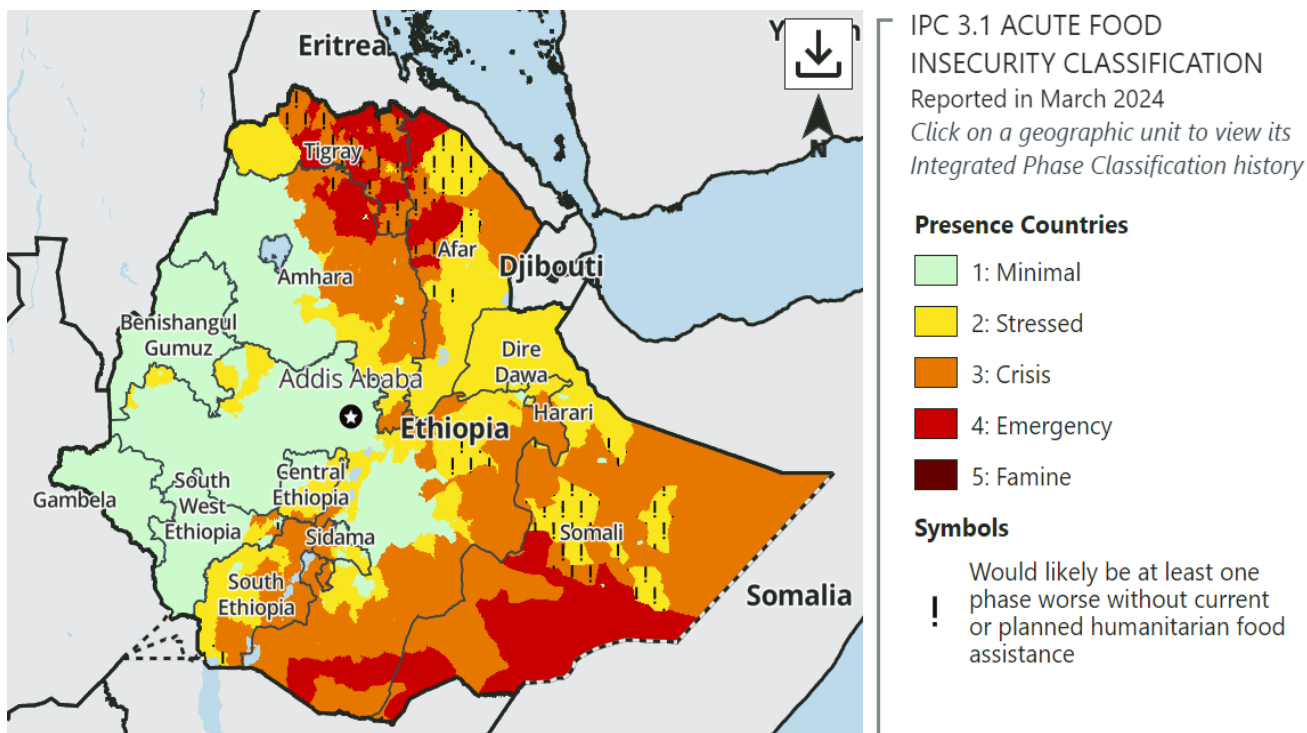 Eritrea
Y
n
N
Tigray
Afar
Djibouti
Amhara
Benishangul
Gumuz
Dire
Dawa
Addis Ababa
Harari
Ethiopia
Central
Ethiopia
South
West
Ethiopia
Gambela
Sidama
Somali
South
Ethiopia
Somalia
IPC 3.1 ACUTE FOOD
INSECURITY CLASSIFICATION
Reported in March 2024
Click on a geographic unit to view its
Integrated Phase Classification history
Presence Countries
1: Minimal
2: Stressed
3: Crisis
4: Emergency
5: Famine
Symbols
! Would likely be at least one
phase worse without current
or planned humanitarian food
assistance